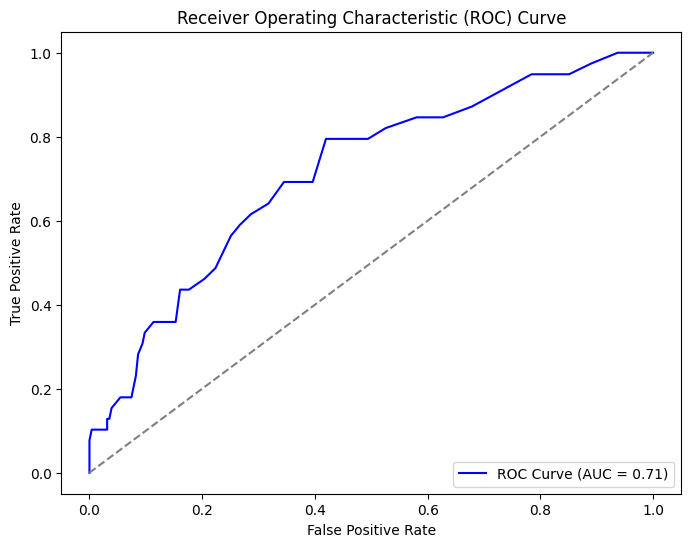 Receiver Operating Characteristic (ROC) Curve
1.0
0.8
0.6
0.4
0.2
0.0
True Positive Rate
0.0 0.2 0.4 0.6 0.8 1.0
False Positive Rate
ROC Curve (AUC = 0.71)